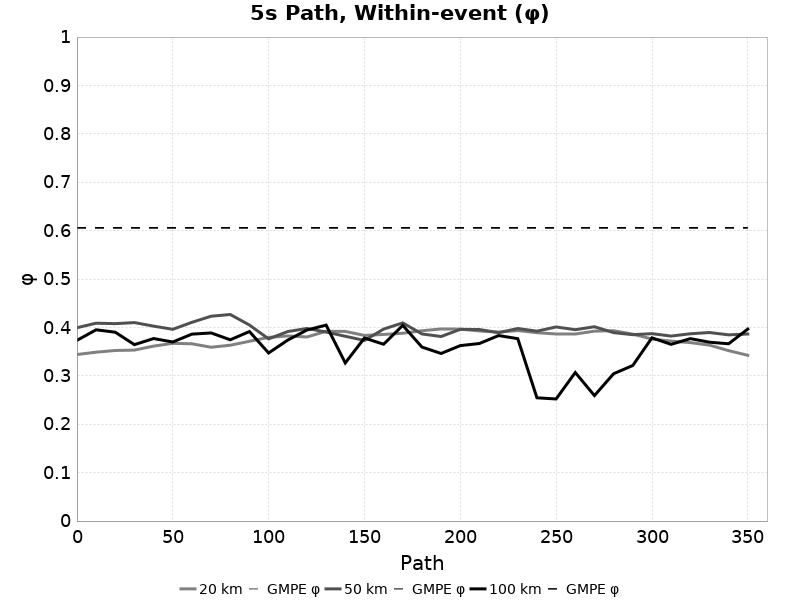 5s Path, Within-event (φ)
1
0.9
0.8
0.7
0.6
0.5
0.4
0.3
0.2
0.1
0
φ
0 50 100 150 200 250 300 350
Path
20 km GMPE φ 50 km GMPE φ 100 km GMPE φ